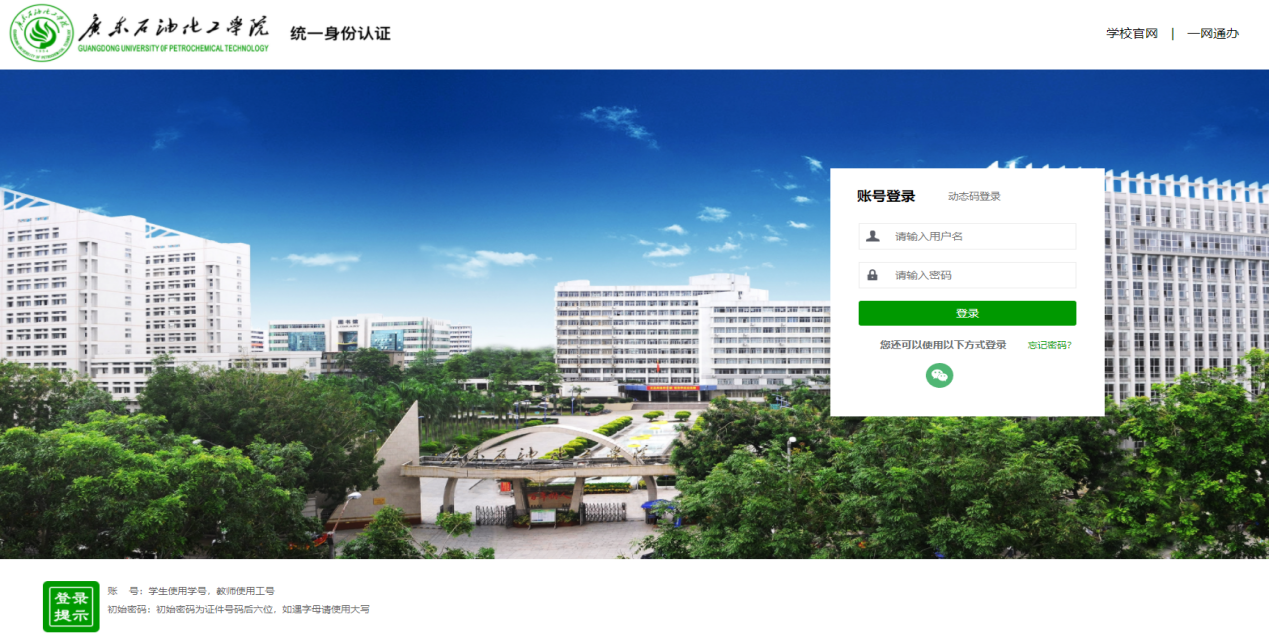 廣东石油化工学院
GUANGDONG UNIVERSITY OF PETROCHEMICAL TECHNOLOGY
统一身份认证
学校官网 | 一网通办
账号登录 动态码登录
请输入用户名
请输入密码
登录
您还可以使用以下方式登录 忘记密码?
登录
提示
账 号：学生使用学号，教师使用工号
初始密码：初始密码为证件号码后六位，如遇字母请使用大写